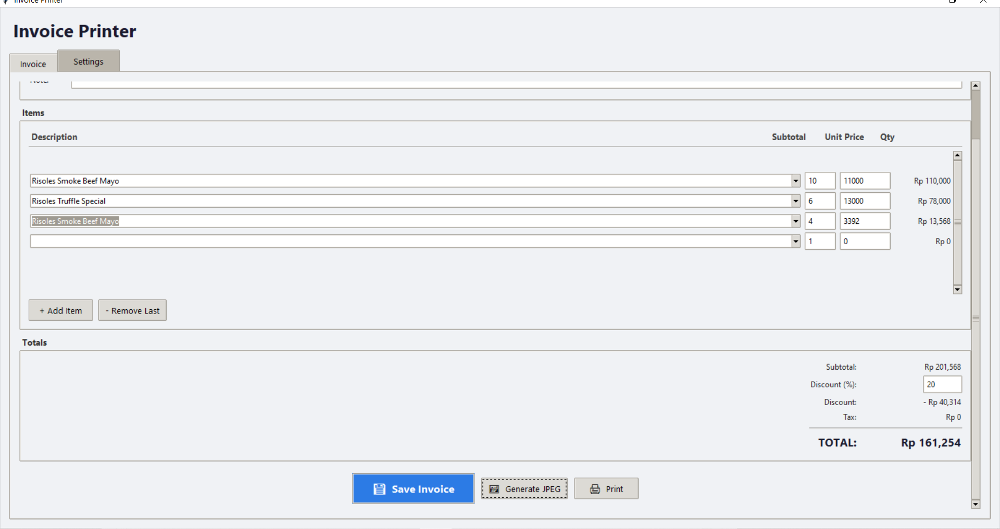 Invoice Printer
Invoice Printer
Invoice Settings
Note:
Items
Description Subtotal Unit Price Qty
Risoles Smoke Beef Mayo 10 11000 Rp 110,000
Risoles Truffle Special 6 13000 Rp 78,000
Risoles Smoke Beef Mayo 4 3392 Rp 13,568
1 0 Rp 0
+ Add Item - Remove Last
Totals
Subtotal: Rp 201,568
Discount (%): 20
Discount: - Rp 40,314
Tax: Rp 0
TOTAL: Rp 161,254
Save Invoice Generate JPEG Print